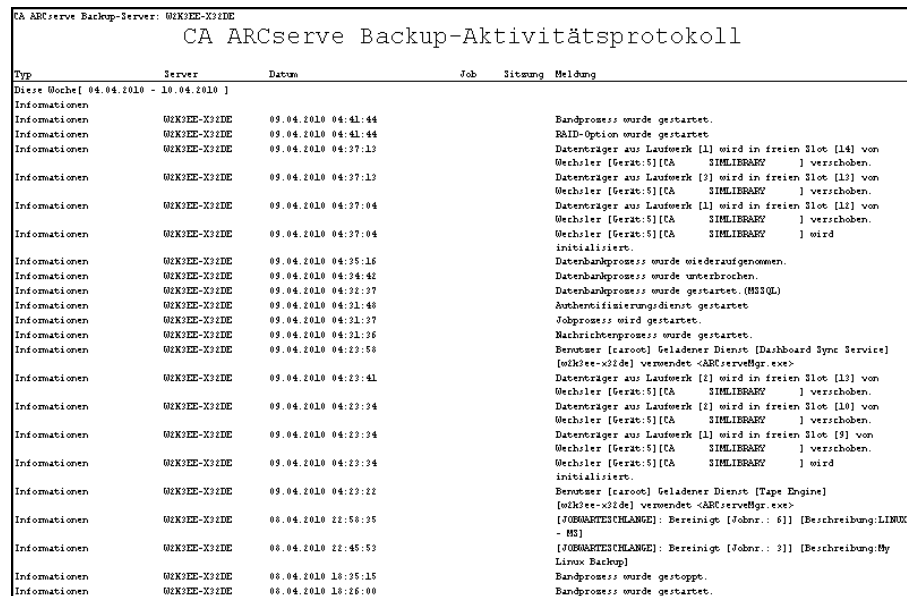 CA ARCserve Backup-Server: W2K3EE-X32DE
CA ARCserve Backup-Aktivitätsprotokoll
Typ Server Datum Job Sitzung Meldung
Diese Woche[ 04.04.2010 - 10.04.2010 ]
Informationen
Informationen W2K3EE-X32DE 09.04.2010 04:41:44 Bandprozess wurde gestartet.
Informationen W2K3EE-X32DE 09.04.2010 04:41:44 RAID-Option wurde gestartet
Informationen W2K3EE-X32DE 09.04.2010 04:37:13 Datenträger aus Laufwerk [1] wird in freien Slot [14] von
Wechsler [Gerät:5][CA SIMLIBRARY ] verschoben.
Informationen W2K3EE-X32DE 09.04.2010 04:37:13 Datenträger aus Laufwerk [3] wird in freien Slot [13] von
Wechsler [Gerät:5][CA SIMLIBRARY ] verschoben.
Informationen W2K3EE-X32DE 09.04.2010 04:37:04 Datenträger aus Laufwerk [1] wird in freien Slot [12] von
Wechsler [Gerät:5][CA SIMLIBRARY ] verschoben.
Informationen W2K3EE-X32DE 09.04.2010 04:37:04 Wechsler [Gerät:5][CA SIMLIBRARY ] wird
initialisiert.
Informationen W2K3EE-X32DE 09.04.2010 04:35:16 Datenbankprozess wurde wiederaufgenommen.
Informationen W2K3EE-X32DE 09.04.2010 04:34:42 Datenbankprozess wurde unterbrochen.
Informationen W2K3EE-X32DE 09.04.2010 04:32:37 Datenbankprozess wurde gestartet.(MSSQL)
Informationen W2K3EE-X32DE 09.04.2010 04:31:48 Authentifizierungsdienst gestartet
Informationen W2K3EE-X32DE 09.04.2010 04:31:37 Jobprozess wird gestartet.
Informationen W2K3EE-X32DE 09.04.2010 04:31:36 Nachrichtenprozess wurde gestartet.
Informationen W2K3EE-X32DE 09.04.2010 04:23:58 Benutzer [caroot] Geladener Dienst [Dashboard Sync Service]
[w2k3ee-x32de] verwendet <ARCserveMgr.exe>
Informationen W2K3EE-X32DE 09.04.2010 04:23:41 Datenträger aus Laufwerk [2] wird in freien Slot [13] von
Wechsler [Gerät:5][CA SIMLIBRARY ] verschoben.
Informationen W2K3EE-X32DE 09.04.2010 04:23:34 Datenträger aus Laufwerk [2] wird in freien Slot [10] von
Wechsler [Gerät:5][CA SIMLIBRARY ] verschoben.
Informationen W2K3EE-X32DE 09.04.2010 04:23:34 Datenträger aus Laufwerk [1] wird in freien Slot [9] von
Wechsler [Gerät:5][CA SIMLIBRARY ] verschoben.
Informationen W2K3EE-X32DE 09.04.2010 04:23:34 Wechsler [Gerät:5][CA SIMLIBRARY ] wird
initialisiert.
Informationen W2K3EE-X32DE 09.04.2010 04:23:22 Benutzer [caroot] Geladener Dienst [Tape Engine]
[w2k3ee-x32de] verwendet <ARCserveMgr.exe>
Informationen W2K3EE-X32DE 08.04.2010 22:58:35 [JOBWARTESCHLANGE]: Bereinigt [Jobnr.: 6]] [Beschreibung:LINUX
- MS]
Informationen W2K3EE-X32DE 08.04.2010 22:45:53 [JOBWARTESCHLANGE]: Bereinigt [Jobnr.: 3]] [Beschreibung:My
Linux Backup]
Informationen W2K3EE-X32DE 08.04.2010 18:35:15 Bandprozess wurde gestoppt.
Informationen W2K3EE-X32DE 08.04.2010 18:26:00 Bandprozess wurde gestartet.